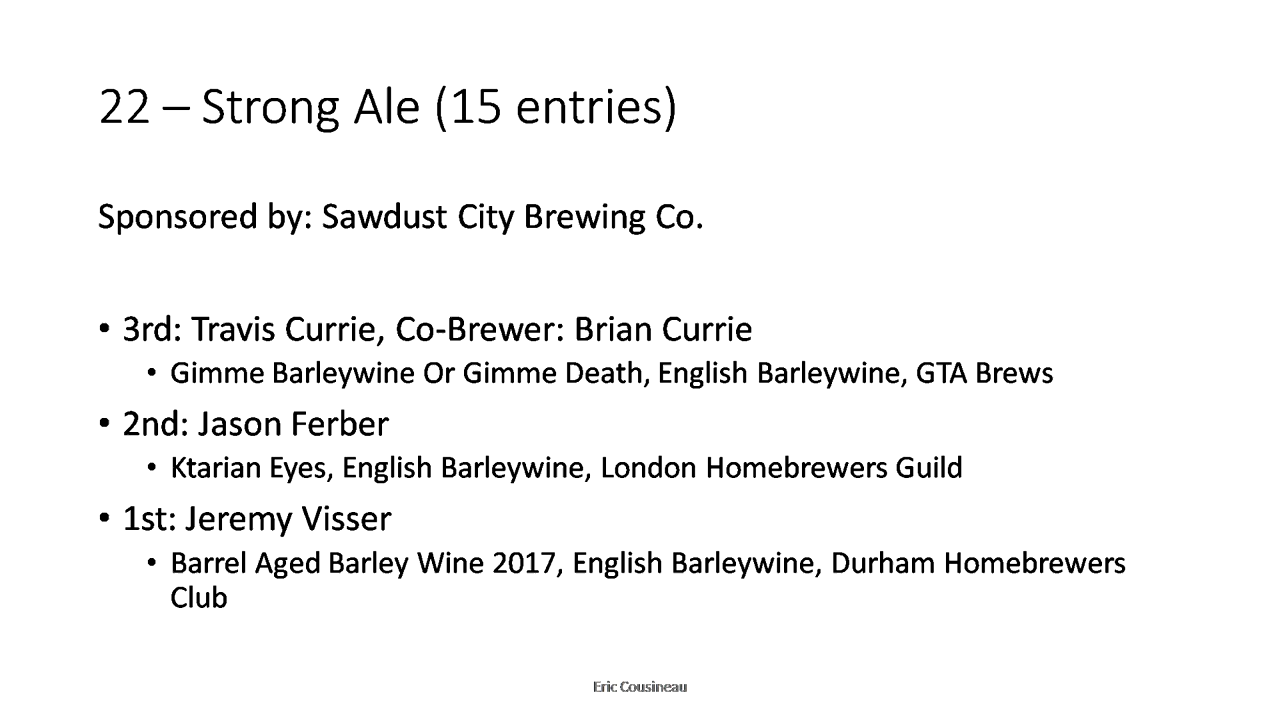 22 – Strong Ale (15 entries)
Sponsored by: Sawdust City Brewing Co.
• 3rd: Travis Currie, Co-Brewer: Brian Currie
• Gimme Barleywine Or Gimme Death, English Barleywine, GTA Brews
• 2nd: Jason Ferber
• Ktarian Eyes, English Barleywine, London Homebrewers Guild
• 1st: Jeremy Visser
• Barrel Aged Barley Wine 2017, English Barleywine, Durham Homebrewers
Club
Eric Cousineau